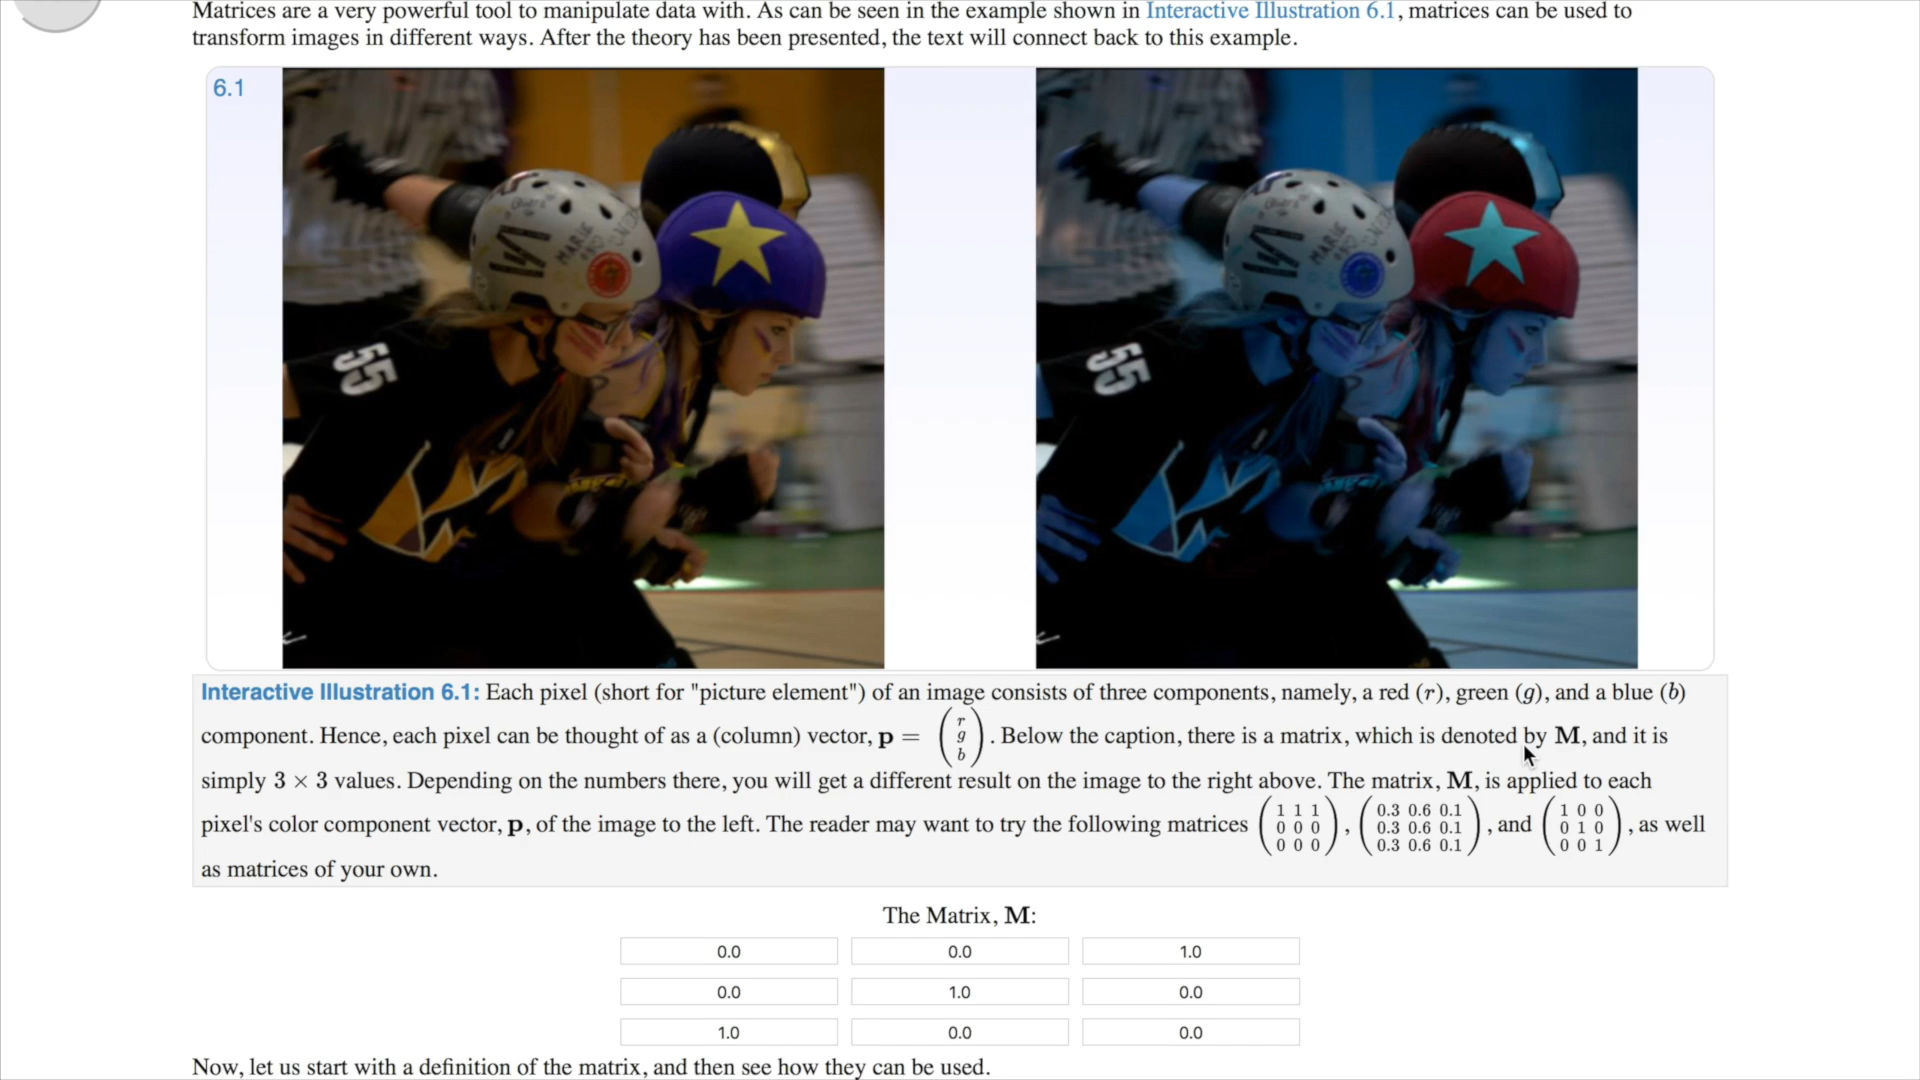 Matrices are a very powerful tool to manipulate data with. As can be seen in the example shown in Interactive Illustration 6.1, matrices can be used to
transform images in different ways. After the theory has been presented, the text will connect back to this example.
6.1
MARIE
55
55
Interactive Illustration 6.1: Each pixel (short for "picture element") of an image consists of three components, namely, a red (r), green (g), and a blue (b)
component. Hence, each pixel can be thought of as a (column) vector, p = (r g b). Below the caption, there is a matrix, which is denoted by M, and it is
simply 3 × 3 values. Depending on the numbers there, you will get a different result on the image to the right above. The matrix, M, is applied to each
pixel's color component vector, p, of the image to the left. The reader may want to try the following matrices (1 1 1 0 0 0 0 0 0), (0.3 0.6 0.1 0.3 0.6 0.1 0.3 0.6 0.1), and (1 0 0 0 1 0 0 0 1), as well
as matrices of your own.
The Matrix, M:
0.0 0.0 1.0
0.0 1.0 0.0
1.0 0.0 0.0
Now, let us start with a definition of the matrix, and then see how they can be used.